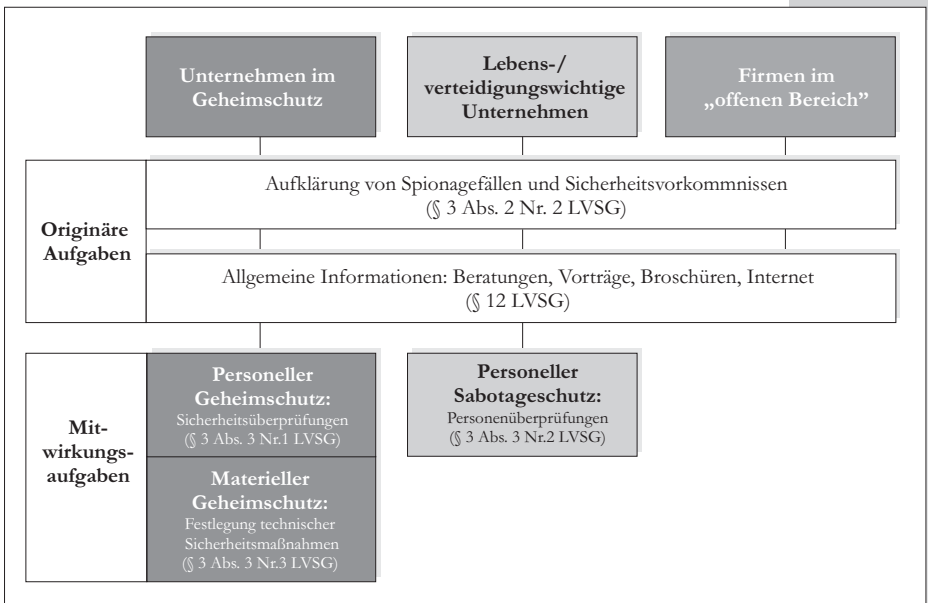 Unternehmen im
Geheimschutz
Lebens-/
verteidigungswichtige
Unternehmen
Firmen im
„offenen Bereich”
Originäre
Aufgaben
Aufklärung von Spionagefällen und Sicherheitsvorkommnissen
(§ 3 Abs. 2 Nr. 2 LVSG)
Allgemeine Informationen: Beratungen, Vorträge, Broschüren, Internet
(§ 12 LVSG)
Mit-
wirkungs-
aufgaben
Personeller
Geheimschutz:
Sicherheitsüberprüfungen
(§ 3 Abs. 3 Nr.1 LVSG)
Materieller
Geheimschutz:
Festlegung technischer
Sicherheitsmaßnahmen
(§ 3 Abs. 3 Nr.3 LVSG)
Personeller
Sabotageschutz:
Personenüberprüfungen
(§ 3 Abs. 3 Nr.2 LVSG)